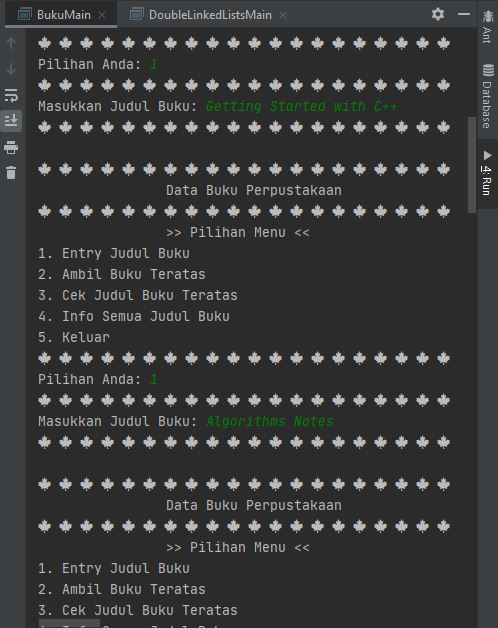 BukuMain DoubleLinkedListsMain
Pilihan Anda: 1
Masukkan Judul Buku: Getting Started with C++
Data Buku Perpustakaan
>> Pilihan Menu <<
1. Entry Judul Buku
2. Ambil Buku Teratas
3. Cek Judul Buku Teratas
4. Info Semua Judul Buku
5. Keluar
Pilihan Anda: 1
Masukkan Judul Buku: Algorithms Notes
Data Buku Perpustakaan
>> Pilihan Menu <<
1. Entry Judul Buku
2. Ambil Buku Teratas
3. Cek Judul Buku Teratas
Ant
Database
4: Run